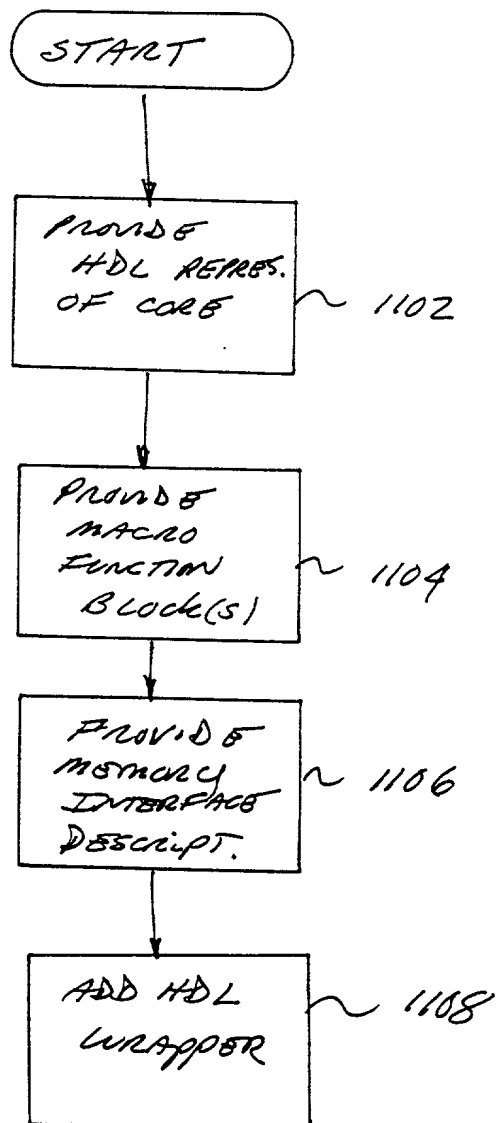 START
PROVIDE
HDL REPRES.
OF CORE
1102
PROVIDE
MACRO
FUNCTION
BLOCK(S)
1104
PROVIDE
MEMORY
INTERFACE
DESCRIPT.
1106
ADD HDL
WRAPPER
1108